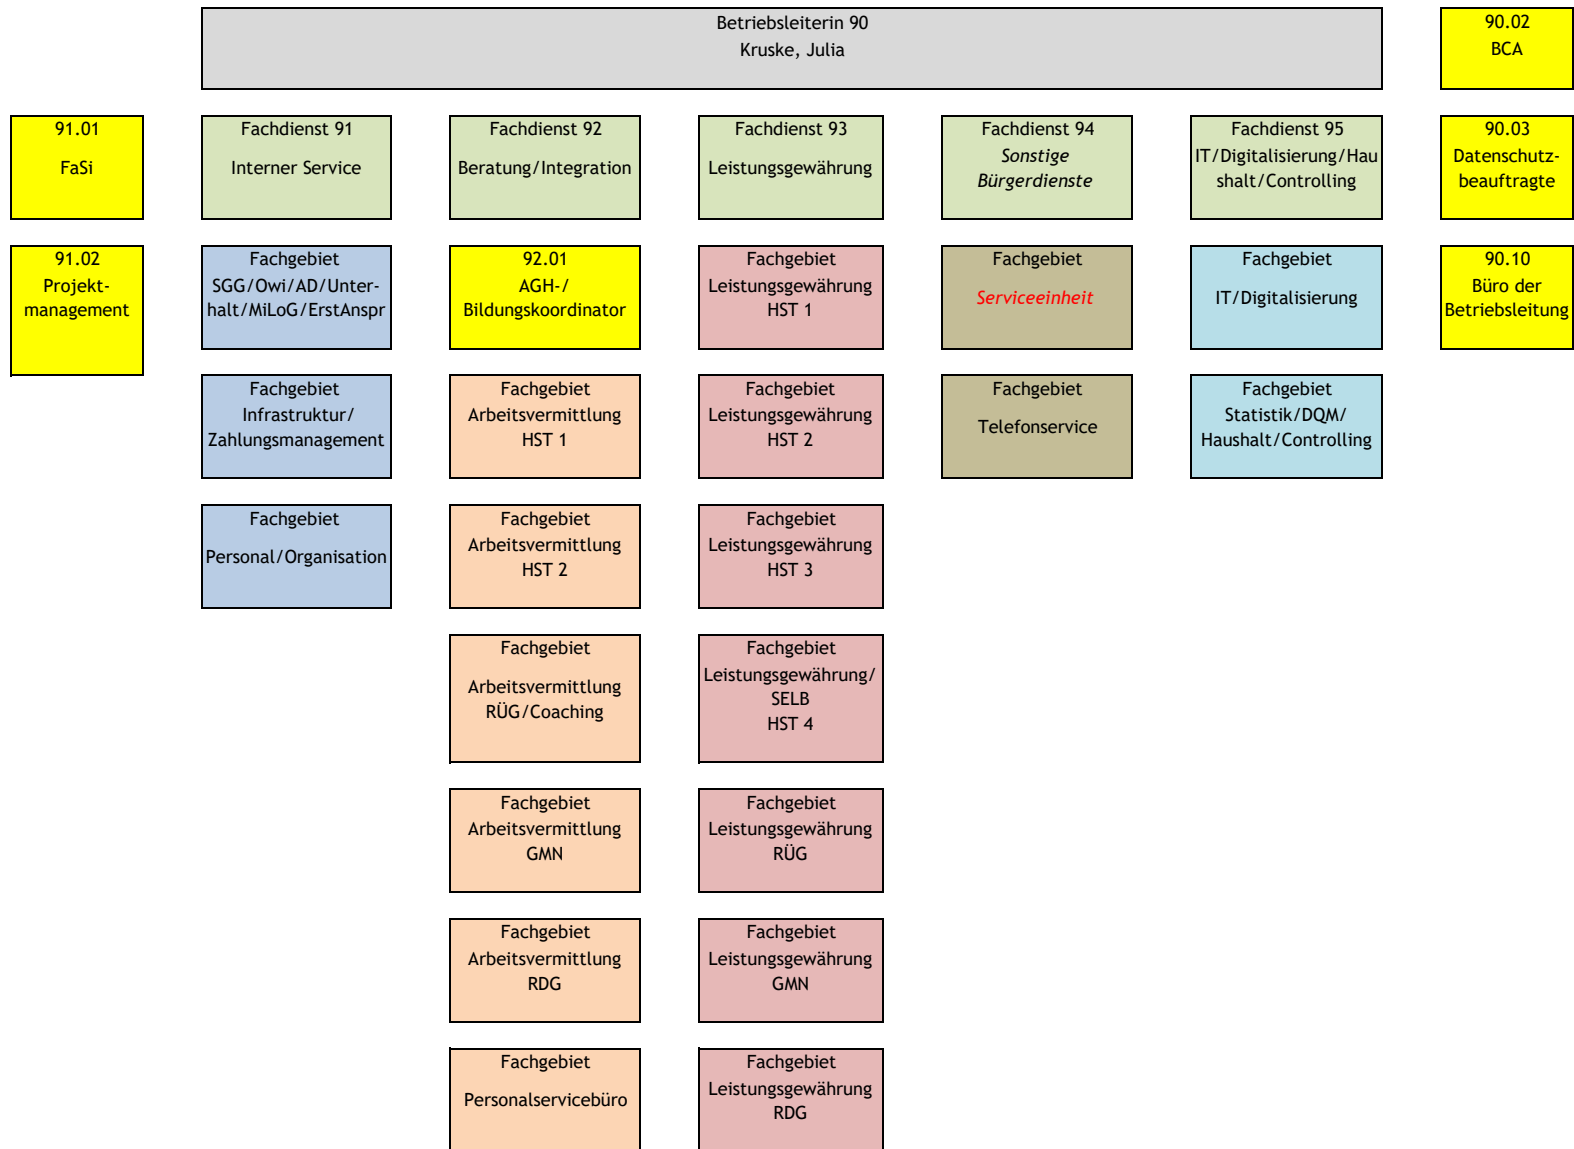 Betriebsleiterin 90
Kruske, Julia
90.02
BCA
91.01
FaSi
Fachdienst 91
Interner Service
Fachdienst 92
Beratung/Integration
Fachdienst 93
Leistungsgewährung
Fachdienst 94
Sonstige
Bürgerdienste
Fachdienst 95
IT/Digitalisierung/Hau
shalt/Controlling
90.03
Datenschutz-
beauftragte
91.02
Projekt-
management
Fachgebiet
SGG/Owi/AD/Unter-
halt/MiLoG/ErstAnspr
92.01
AGH-/
Bildungskoordinator
Fachgebiet
Leistungsgewährung
HST 1
Fachgebiet
Serviceeinheit
Fachgebiet
IT/Digitalisierung
90.10
Büro der
Betriebsleitung
Fachgebiet
Infrastruktur/
Zahlungsmanagement
Fachgebiet
Arbeitsvermittlung
HST 1
Fachgebiet
Leistungsgewährung
HST 2
Fachgebiet
Telefonservice
Fachgebiet
Statistik/DQM/
Haushalt/Controlling
Fachgebiet
Personal/Organisation
Fachgebiet
Arbeitsvermittlung
HST 2
Fachgebiet
Leistungsgewährung
HST 3
Fachgebiet
Arbeitsvermittlung
RÜG/Coaching
Fachgebiet
Leistungsgewährung/
SELB
HST 4
Fachgebiet
Arbeitsvermittlung
GMN
Fachgebiet
Leistungsgewährung
RÜG
Fachgebiet
Arbeitsvermittlung
RDG
Fachgebiet
Leistungsgewährung
GMN
Fachgebiet
Personalservicebüro
Fachgebiet
Leistungsgewährung
RDG